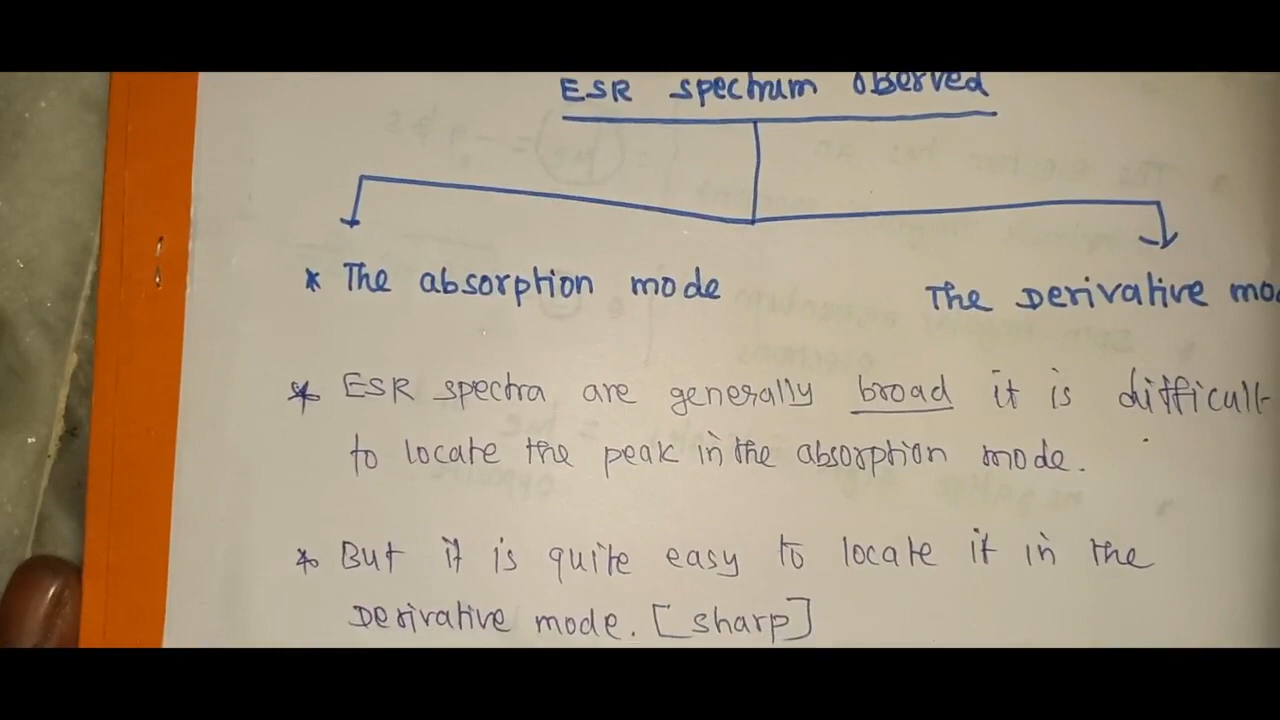 ESR spectrum Observed
* The absorption mode
The Derivative mo
* ESR spectra are generally broad it is difficult
to locate the peak in the absorption mode.
* But it is quite easy to locate it in the
Derivative mode. [sharp]